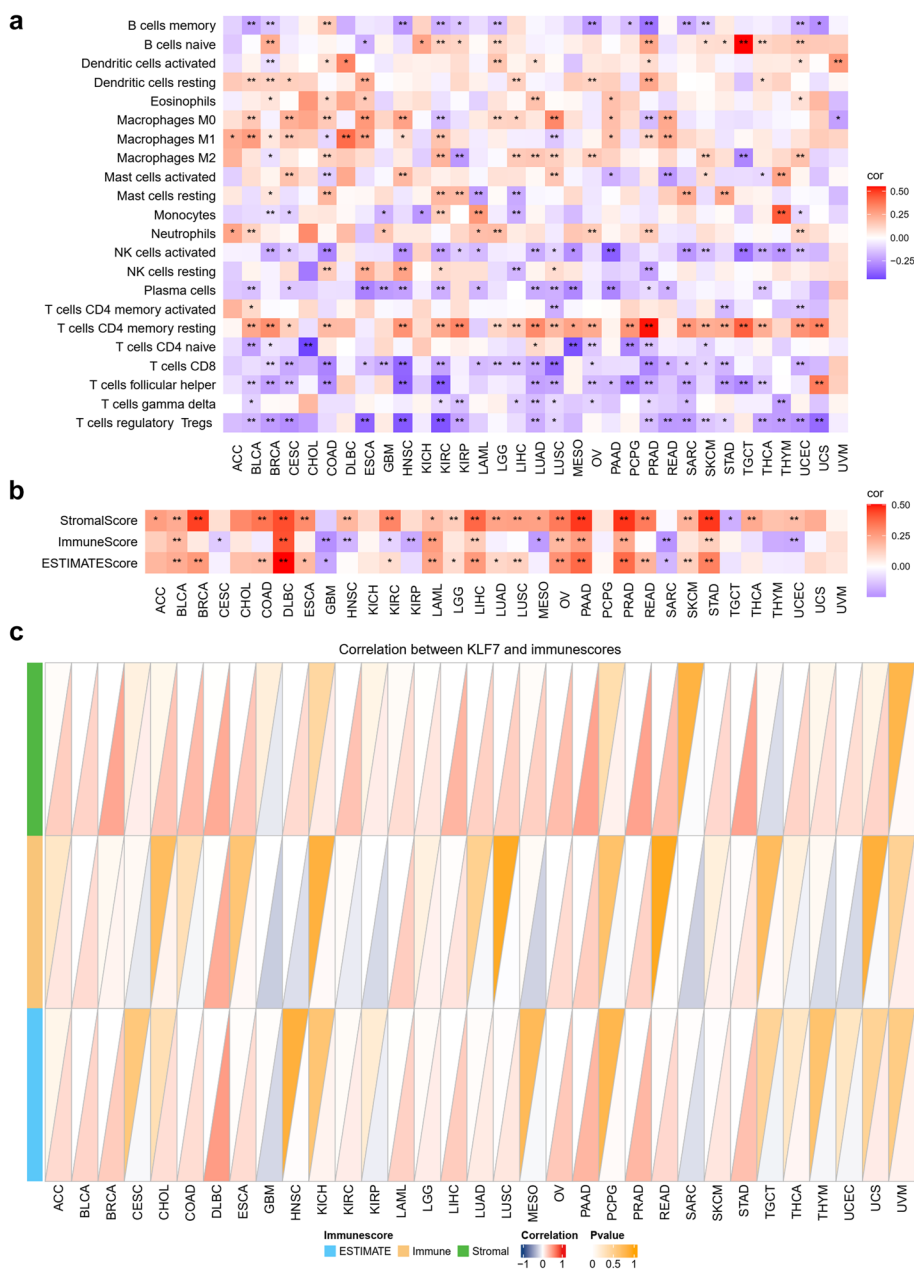 a
B cells memory
B cells naive
Dendritic cells activated
Dendritic cells resting
Eosinophils
Macrophages M0
Macrophages M1
Macrophages M2
Mast cells activated
Mast cells resting
Monocytes
Neutrophils
NK cells activated
NK cells resting
Plasma cells
T cells CD4 memory activated
T cells CD4 memory resting
T cells CD4 naive
T cells CD8
T cells follicular helper
T cells gamma delta
T cells regulatory Tregs
cor
0.50
0.25
0.00
−0.25
ACC BLCA BRCA CESC CHOL COAD DLBC ESCA GBM HNSC KICH KIRC KIRP LAML LGG LIHC LUAD LUSC MESO OV PAAD PCPG PRAD READ SARC SKCM STAD TGCT THCA THYM UCEC UCS UVM
b
StromalScore
ImmuneScore
ESTIMATEScore
cor
0.50
0.25
0.00
ACC BLCA BRCA CESC CHOL COAD DLBC ESCA GBM HNSC KICH KIRC KIRP LAML LGG LIHC LUAD LUSC MESO OV PAAD PCPG PRAD READ SARC SKCM STAD TGCT THCA THYM UCEC UCS UVM
c
Correlation between KLF7 and immunescores
ACC BLCA BRCA CESC CHOL COAD DLBC ESCA GBM HNSC KICH KIRC KIRP LAML LGG LIHC LUAD LUSC MESO OV PAAD PCPG PRAD READ SARC SKCM STAD TGCT THCA THYM UCEC UCS UVM
Immunescore Correlation Pvalue
ESTIMATE Immune Stromal
−1 0 1 0 0.5 1